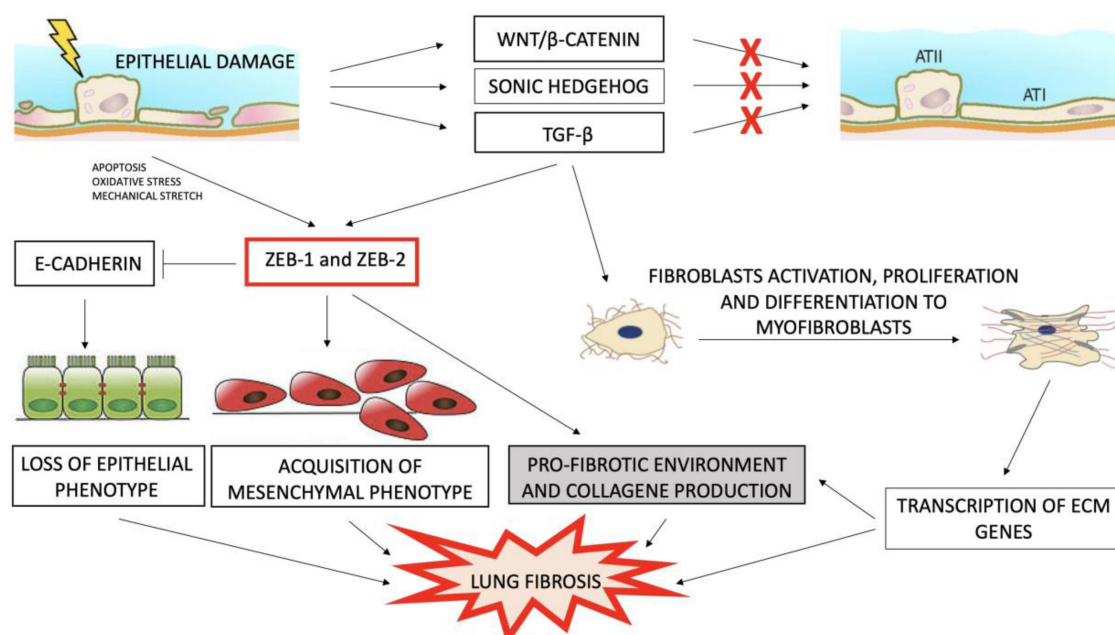 EPITHELIAL DAMAGE
WNT/β-CATENIN
SONIC HEDGEHOG
TGF-β
X
X
X
ATII
ATI
APOPTOSIS
OXIDATIVE STRESS
MECHANICAL STRETCH
E-CADHERIN
ZEB-1 and ZEB-2
FIBROBLASTS ACTIVATION, PROLIFERATION
AND DIFFERENTIATION TO
MYOFIBROBLASTS
LOSS OF EPITHELIAL
PHENOTYPE
ACQUISITION OF
MESENCHYMAL PHENOTYPE
PRO-FIBROTIC ENVIRONMENT
AND COLLAGENE PRODUCTION
TRANSCRIPTION OF ECM
GENES
LUNG FIBROSIS